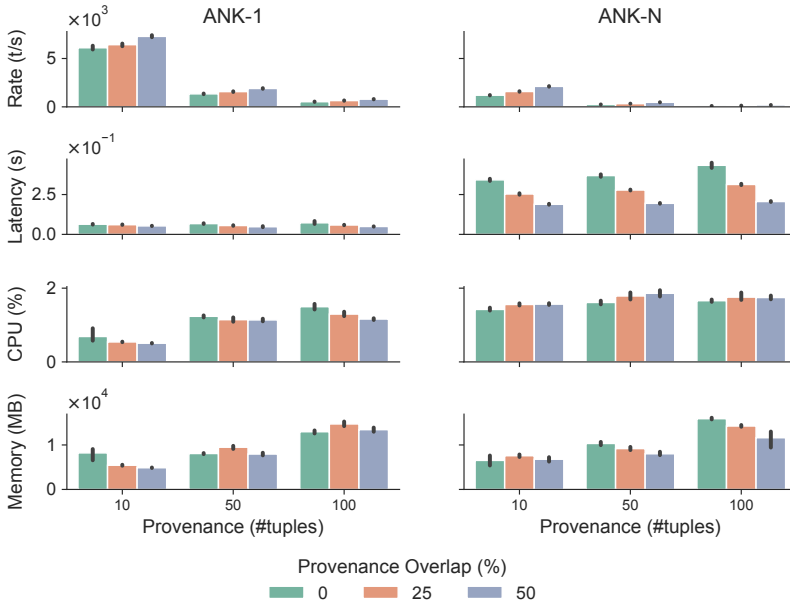 ANK-1
ANK-N
×10³
Rate (t/s)
5
0
×10⁻¹
Latency (s)
2.5
0.0
CPU (%)
2
0
×10⁴
Memory (MB)
1
0
10 50 100
10 50 100
Provenance (#tuples)
Provenance (#tuples)
Provenance Overlap (%)
0 25 50